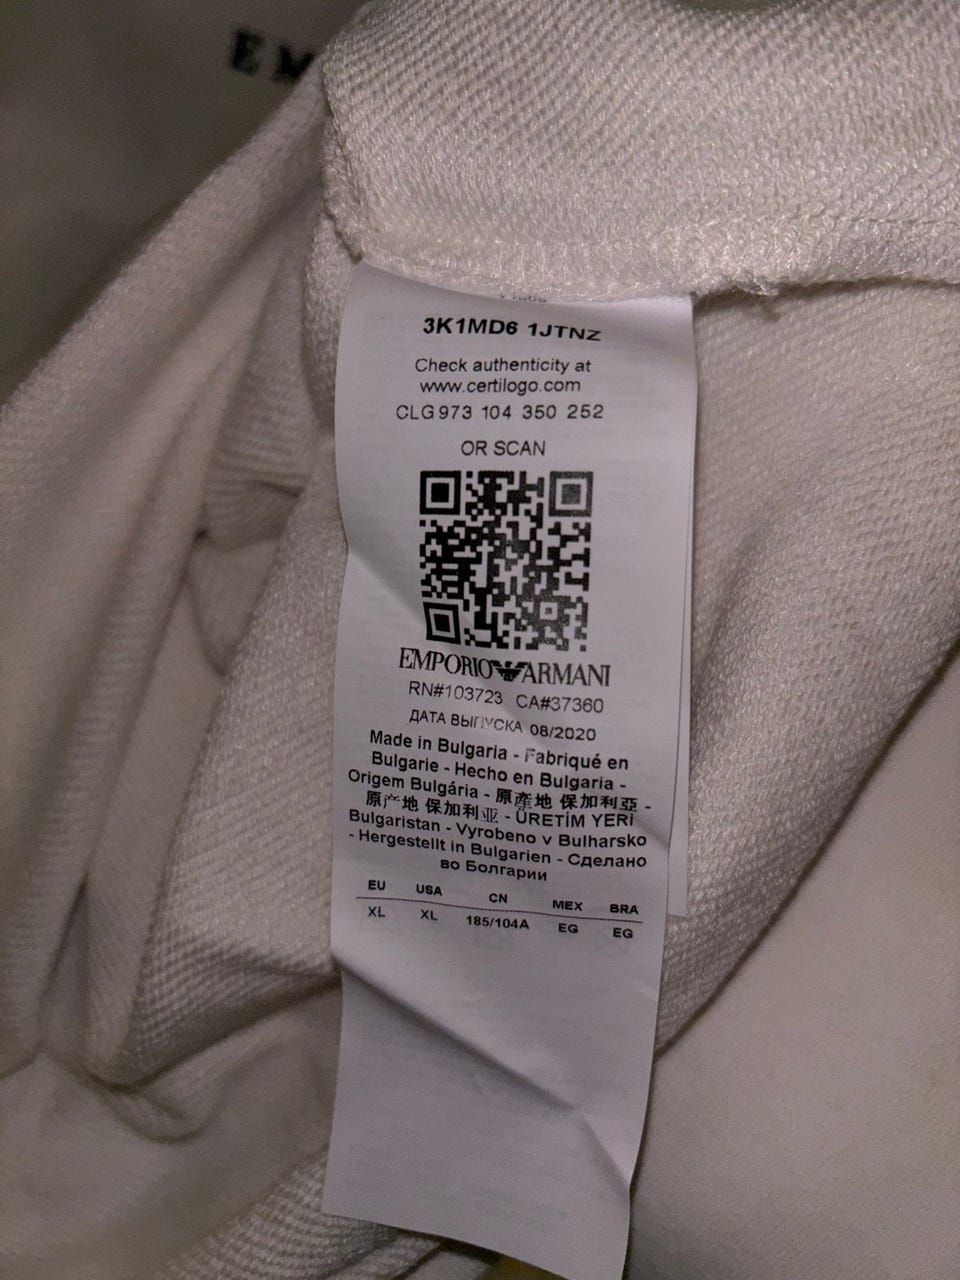 EM
3K1MD6 1JTNZ
Check authenticity at
www.certilogo.com
CLG 973 104 350 252
OR SCAN
EMPORIO ARMANI
RN#103723 CA#37360
ДАТА ВЫПУСКА 08/2020
Made in Bulgaria - Fabriqué en
Bulgarie - Hecho en Bulgaria -
Origem Bulgária - 原產地 保加利亞 -
原产地 保加利亚 - ÜRETİM YERİ
Bulgaristan - Vyrobeno v Bulharsko
- Hergestellt in Bulgarien - Сделано
во Болгарии
EU USA CN MEX BRA
XL XL 185/104A EG EG